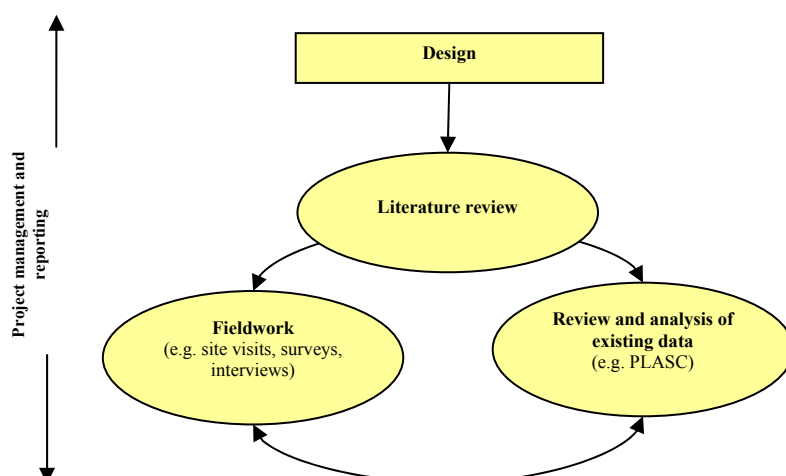 Design
Literature review
Project management and
reporting
Fieldwork
(e.g. site visits, surveys,
interviews)
Review and analysis of
existing data
(e.g. PLASC)